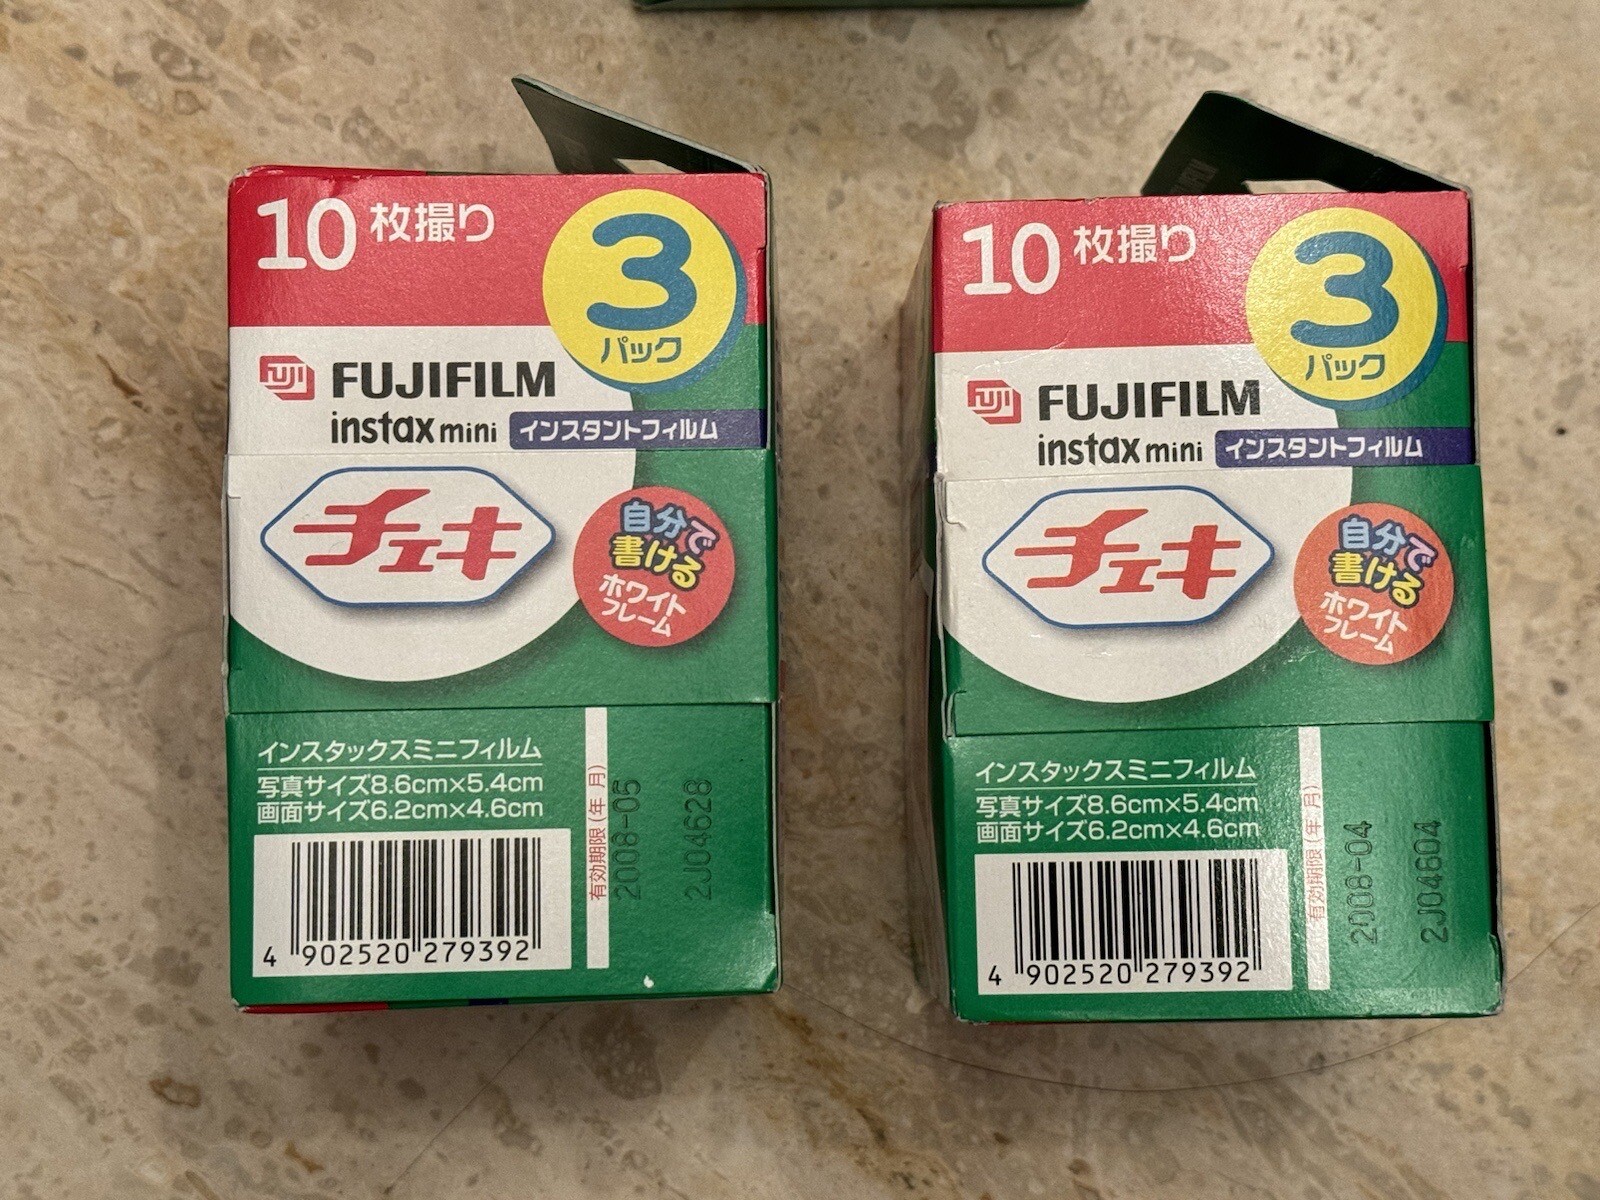 10枚撮り
3
パック
FUJI FUJIFILM
instax mini インスタントフィルム
チェキ
自分で
書ける
ホワイト
フレーム
インスタックスミニフィルム
写真サイズ8.6cm×5.4cm
画面サイズ6.2cm×4.6cm
4 902520 279392
有効期限(年 月)
2008-05
2J04628
10枚撮り
3
パック
FUJI FUJIFILM
instax mini インスタントフィルム
チェキ
自分で
書ける
ホワイト
フレーム
インスタックスミニフィルム
写真サイズ8.6cm×5.4cm
画面サイズ6.2cm×4.6cm
4 902520 279392
有効期限(年 月)
2008-04
2J04604